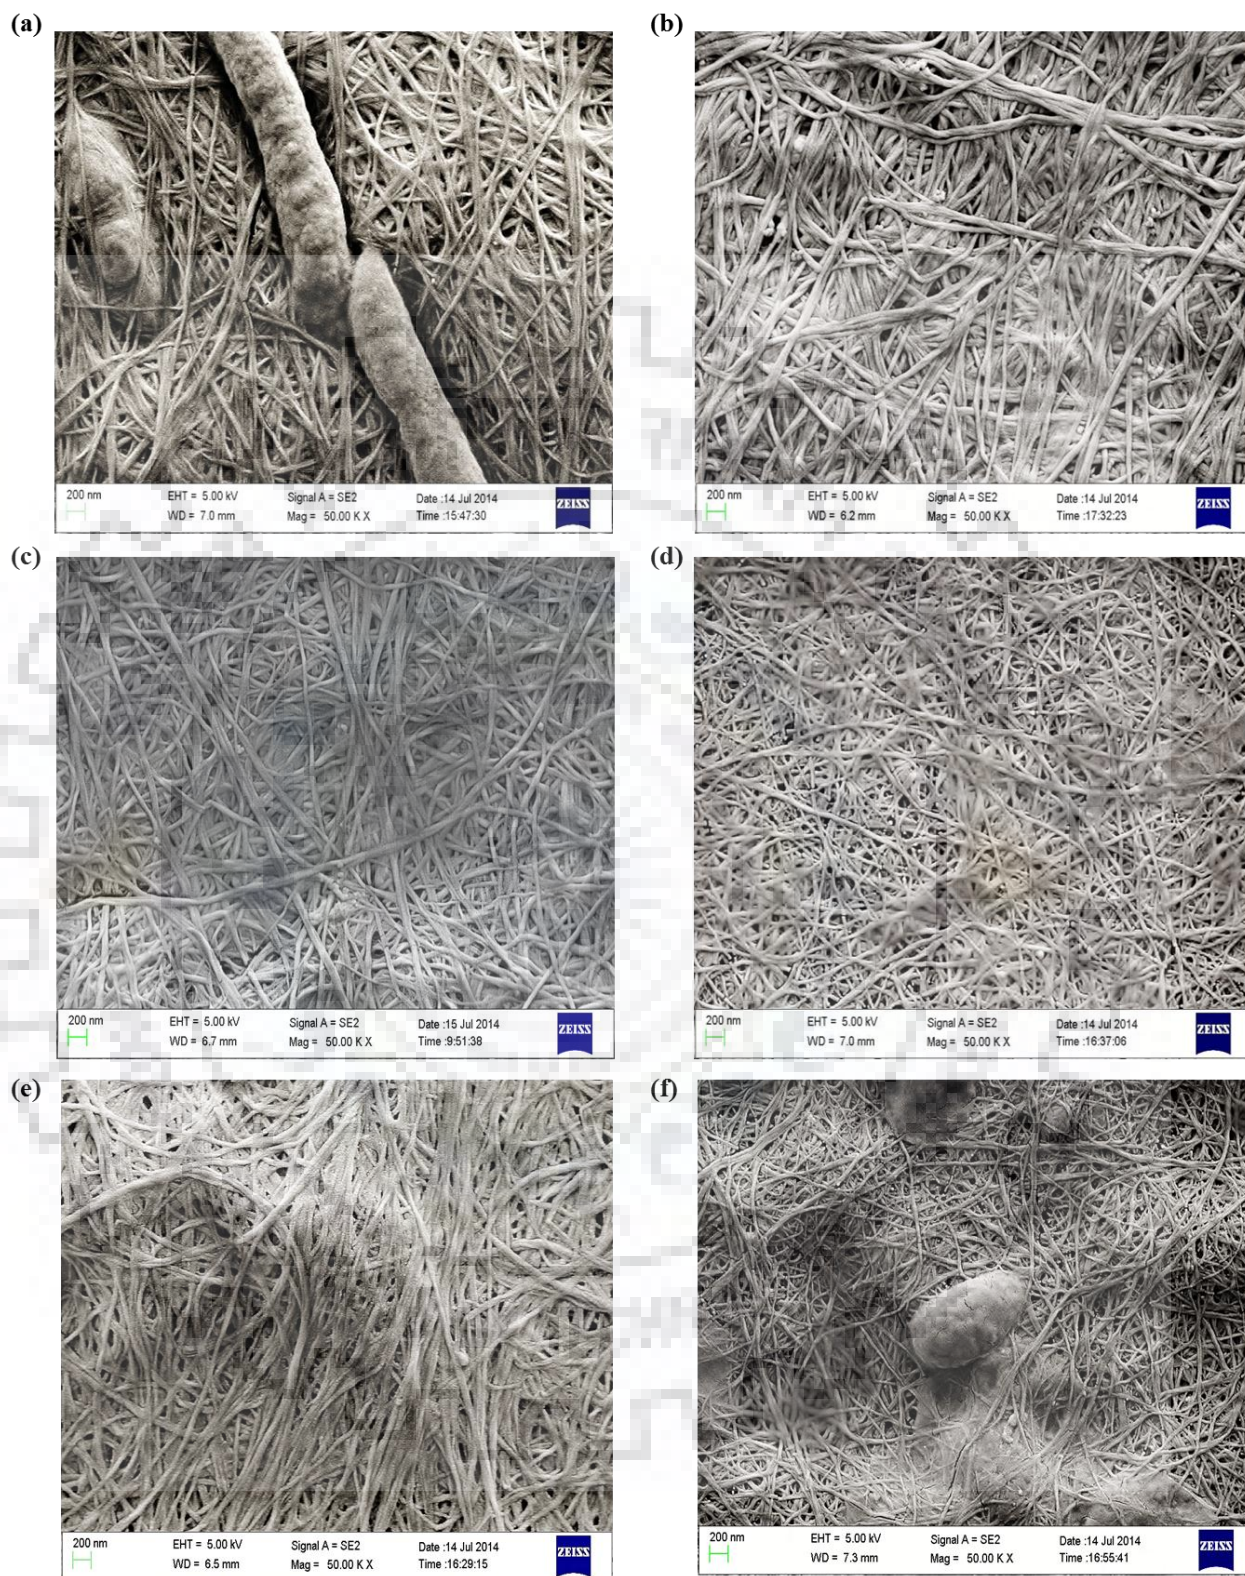 (a)
(b)
200 nm EHT = 5.00 kV Signal A = SE2 Date :14 Jul 2014 ZEISS
WD = 7.0 mm Mag = 50.00 K X Time :15:47:30
200 nm EHT = 5.00 kV Signal A = SE2 Date :14 Jul 2014 ZEISS
WD = 6.2 mm Mag = 50.00 K X Time :17:32:23
(c)
(d)
200 nm EHT = 5.00 kV Signal A = SE2 Date :15 Jul 2014 ZEISS
WD = 6.7 mm Mag = 50.00 K X Time :9:51:38
200 nm EHT = 5.00 kV Signal A = SE2 Date :14 Jul 2014 ZEISS
WD = 7.0 mm Mag = 50.00 K X Time :16:37:06
(e)
(f)
200 nm EHT = 5.00 kV Signal A = SE2 Date :14 Jul 2014 ZEISS
WD = 6.5 mm Mag = 50.00 K X Time :16:29:15
200 nm EHT = 5.00 kV Signal A = SE2 Date :14 Jul 2014 ZEISS
WD = 7.3 mm Mag = 50.00 K X Time :16:55:41